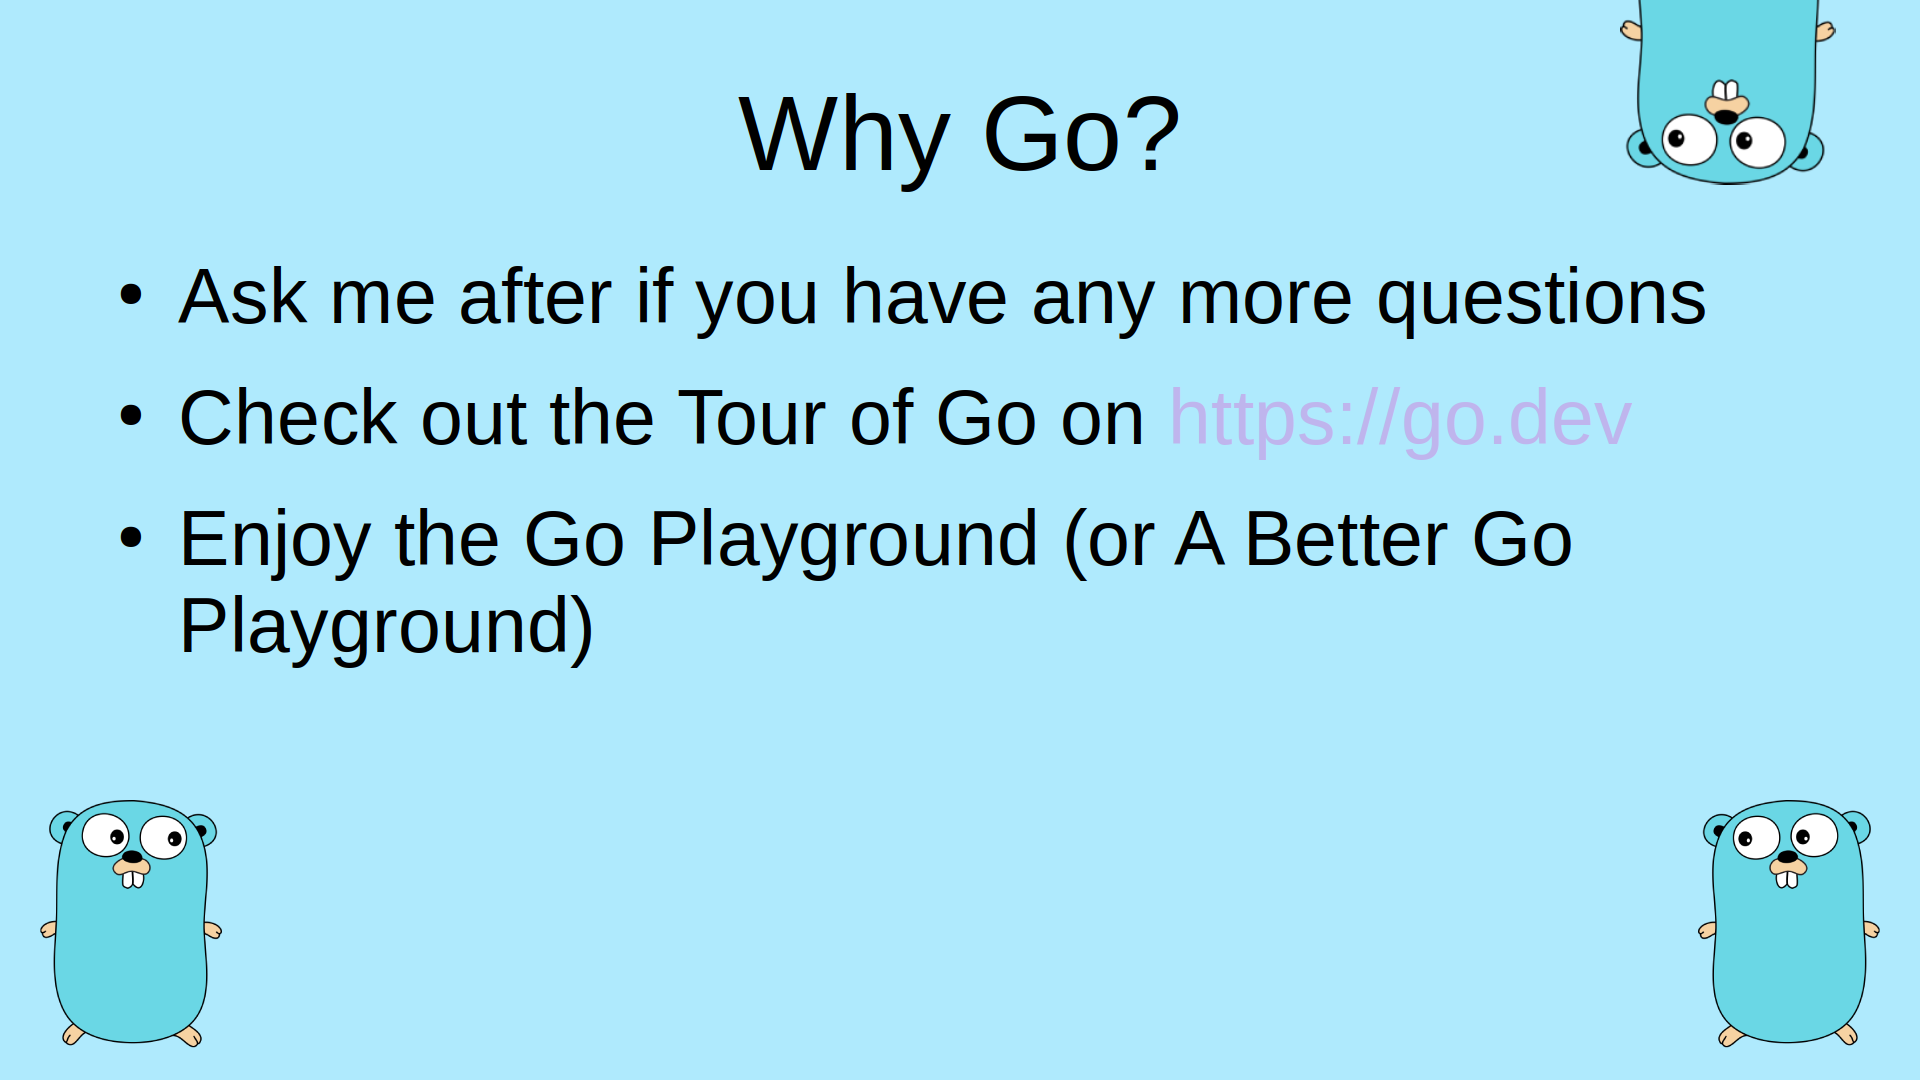 Why Go?
• Ask me after if you have any more questions
• Check out the Tour of Go on https://go.dev
• Enjoy the Go Playground (or A Better Go
Playground)